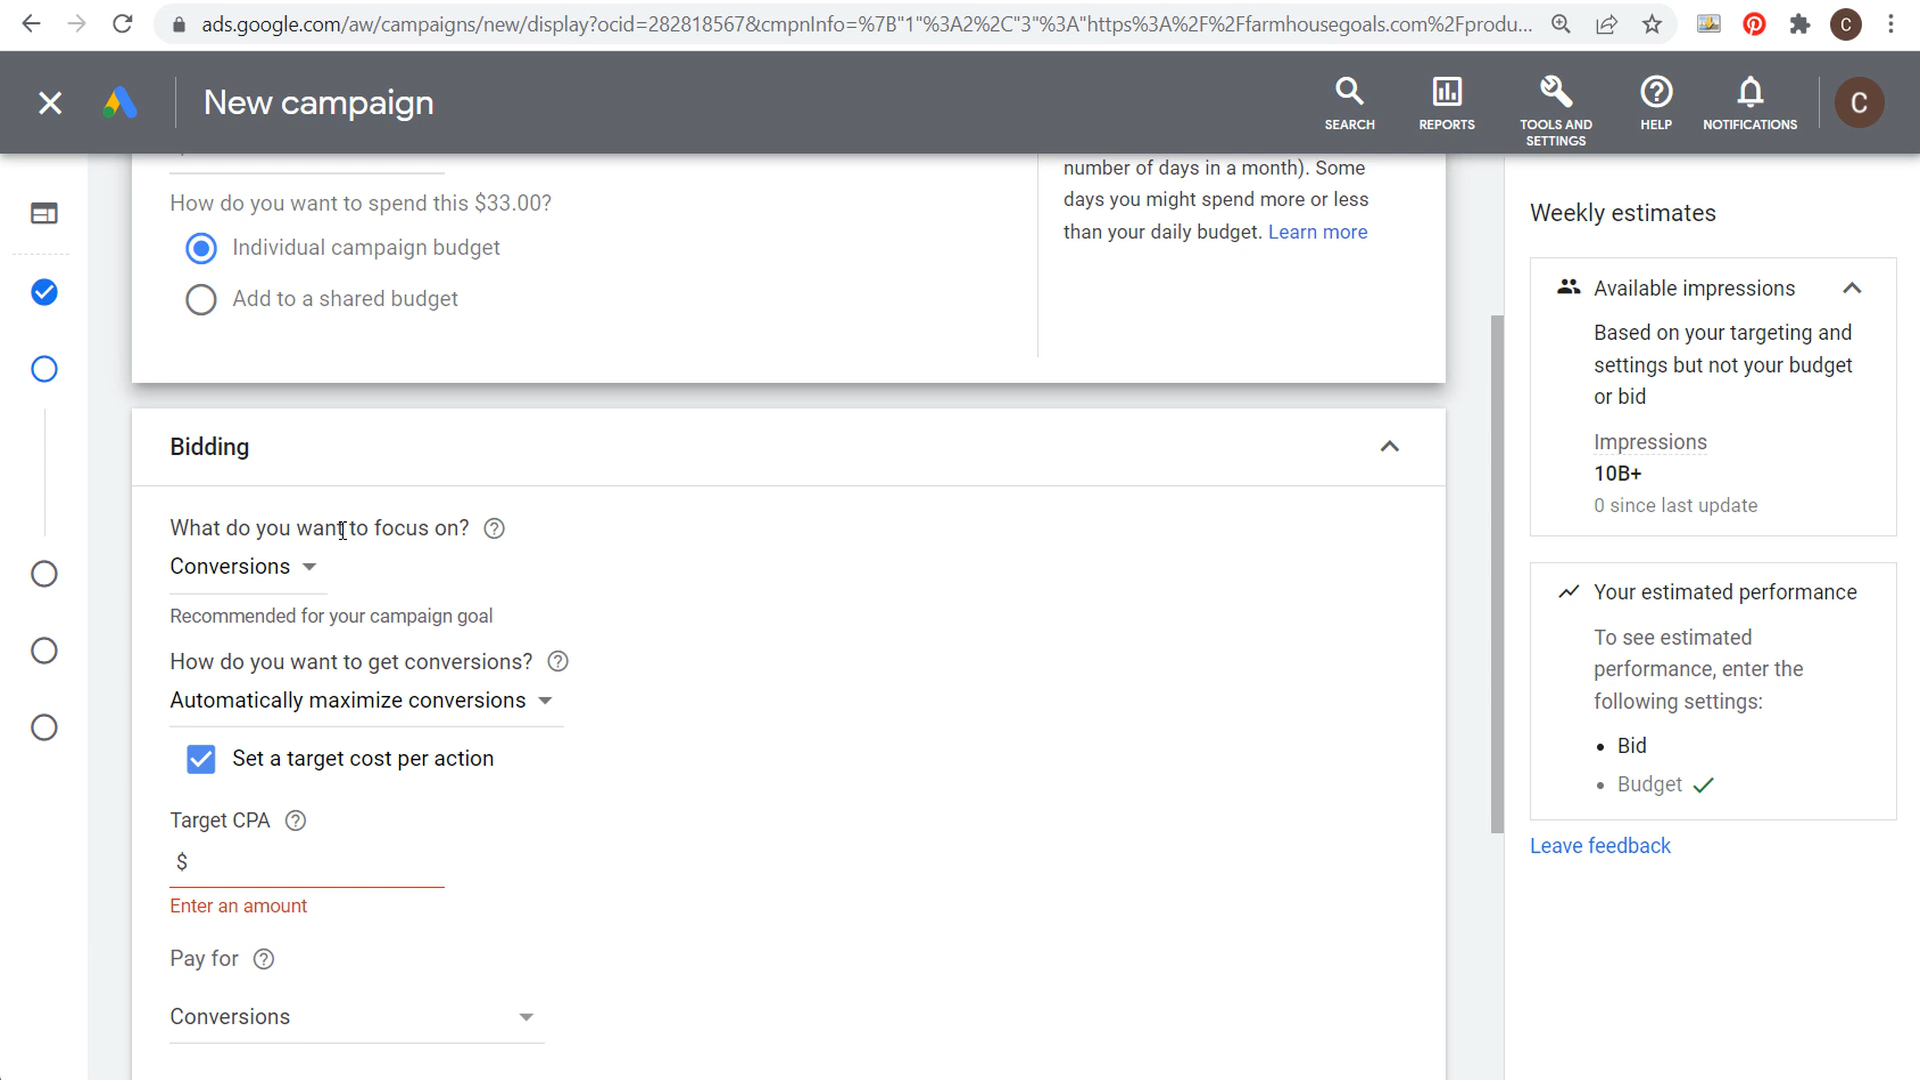 ads.google.com/aw/campaigns/new/display?ocid=282818567&cmpnInfo=%7B"1"%3A2%2C"3"%3A"https%3A%2F%2Ffarmhousegoals.com%2Fprodu...
C
New campaign
SEARCH
REPORTS
TOOLS AND
SETTINGS
HELP
NOTIFICATIONS
C
How do you want to spend this $33.00?
Individual campaign budget
Add to a shared budget
number of days in a month). Some
days you might spend more or less
than your daily budget. Learn more
Bidding
What do you want to focus on?
Conversions
Recommended for your campaign goal
How do you want to get conversions?
Automatically maximize conversions
Set a target cost per action
Target CPA
$
Enter an amount
Pay for
Conversions
Weekly estimates
Available impressions
Based on your targeting and
settings but not your budget
or bid
Impressions
10B+
0 since last update
Your estimated performance
To see estimated
performance, enter the
following settings:
• Bid
• Budget
Leave feedback